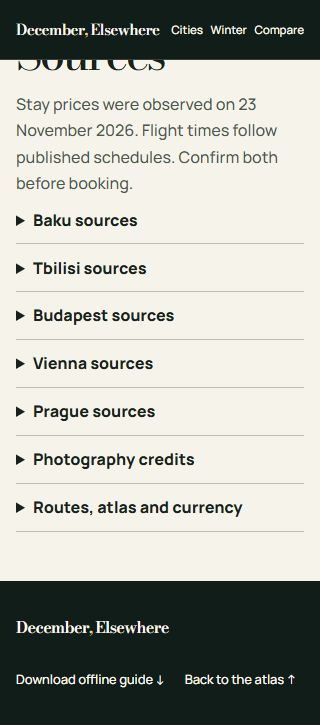 December, Elsewhere Cities Winter Compare
Sources
Stay prices were observed on 23
November 2026. Flight times follow
published schedules. Confirm both
before booking.
▶ Baku sources
▶ Tbilisi sources
▶ Budapest sources
▶ Vienna sources
▶ Prague sources
▶ Photography credits
▶ Routes, atlas and currency
December, Elsewhere
Download offline guide ↓ Back to the atlas ↑